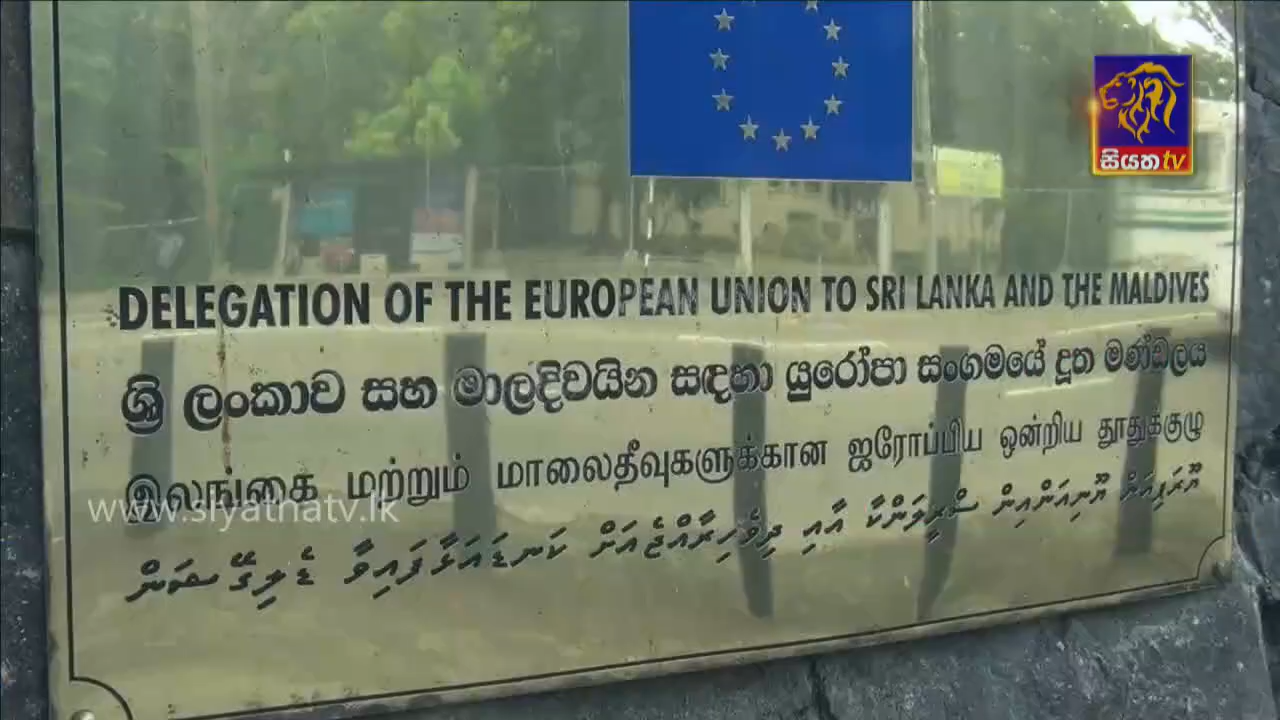 සියත tv
DELEGATION OF THE EUROPEAN UNION TO SRI LANKA AND THE MALDIVES
ශ්‍රී ලංකාව සහ මාලදිවයින සඳහා යුරෝපා සංගමයේ දූත මණ්ඩලය
இலங்கை மற்றும் மாலைதீவுகளுக்கான ஐரோப்பிய ஒன்றிய தூதுக்குழு
ޔޫރަޕިއަން ޔޫނިއަންއިން ސްރީލަންކާ އާއި ދިވެހިރާއްޖެއަށް ކަނޑައަޅާފައިވާ ޑެލިގޭޝަން
www.siyathatv.lk